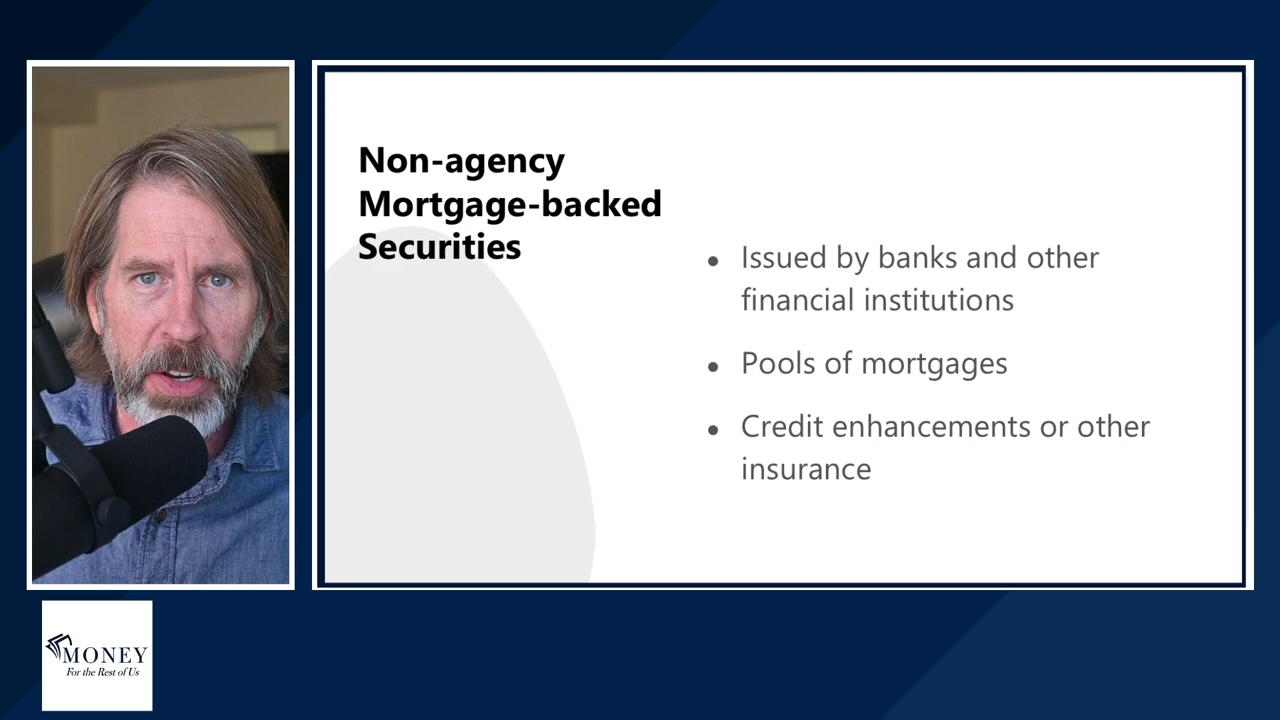 Non-agency
Mortgage-backed
Securities
● Issued by banks and other
financial institutions
● Pools of mortgages
● Credit enhancements or other
insurance
MONEY
For the Rest of Us